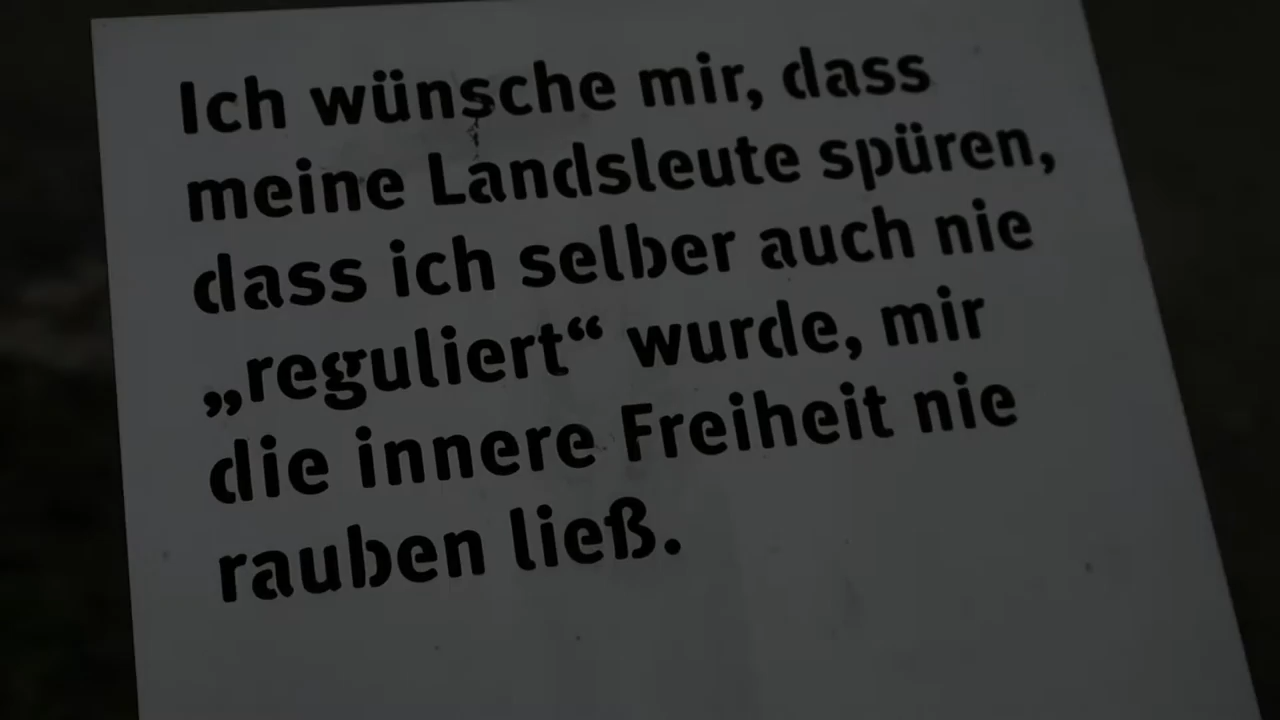 Ich wünsche mir, dass
meine Landsleute spüren,
dass ich selber auch nie
„reguliert“ wurde, mir
die innere Freiheit nie
rauben ließ.